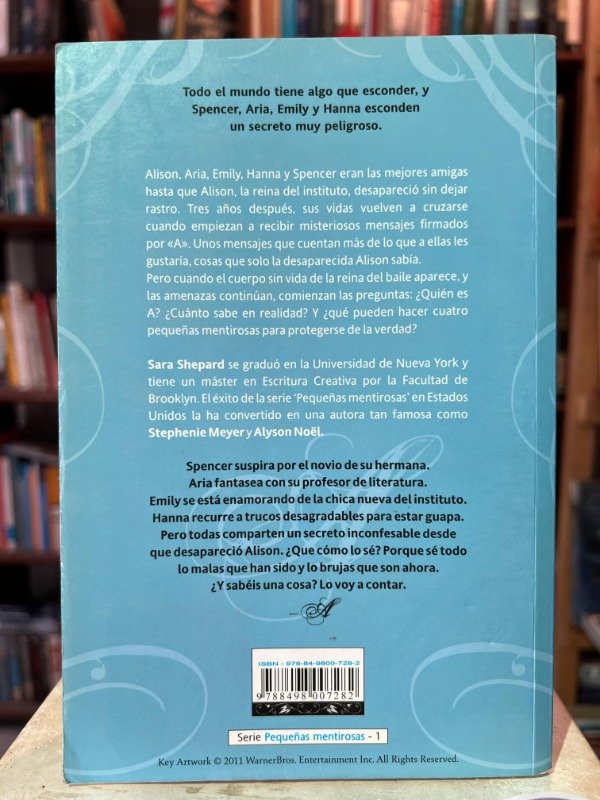 Todo el mundo tiene algo que esconder, y
Spencer, Aria, Emily y Hanna esconden
un secreto muy peligroso.
Alison, Aria, Emily, Hanna y Spencer eran las mejores amigas
hasta que Alison, la reina del instituto, desapareció sin dejar
rastro. Tres años después, sus vidas vuelven a cruzarse
cuando empiezan a recibir misteriosos mensajes firmados
por «A». Unos mensajes que cuentan más de lo que a ellas les
gustaría, cosas que solo la desaparecida Alison sabía.
Pero cuando el cuerpo sin vida de la reina del baile aparece, y
las amenazas continúan, comienzan las preguntas: ¿Quién es
A? ¿Cuánto sabe en realidad? Y ¿qué pueden hacer cuatro
pequeñas mentirosas para protegerse de la verdad?
Sara Shepard se graduó en la Universidad de Nueva York y
tiene un máster en Escritura Creativa por la Facultad de
Brooklyn. El éxito de la serie 'Pequeñas mentirosas' en Estados
Unidos la ha convertido en una autora tan famosa como
Stephenie Meyer y Alyson Noël.
Spencer suspira por el novio de su hermana.
Aria fantasea con su profesor de literatura.
Emily se está enamorando de la chica nueva del instituto.
Hanna recurre a trucos desagradables para estar guapa.
Pero todas comparten un secreto inconfesable desde
que desapareció Alison. ¿Que cómo lo sé? Porque sé todo
lo malas que han sido y lo brujas que son ahora.
¿Y sabéis una cosa? Lo voy a contar.
— A
ISBN - 978-84-9800-728-2
9 788498 007282
Serie Pequeñas mentirosas - 1
Key Artwork © 2011 WarnerBros. Entertainment Inc. All Rights Reserved.